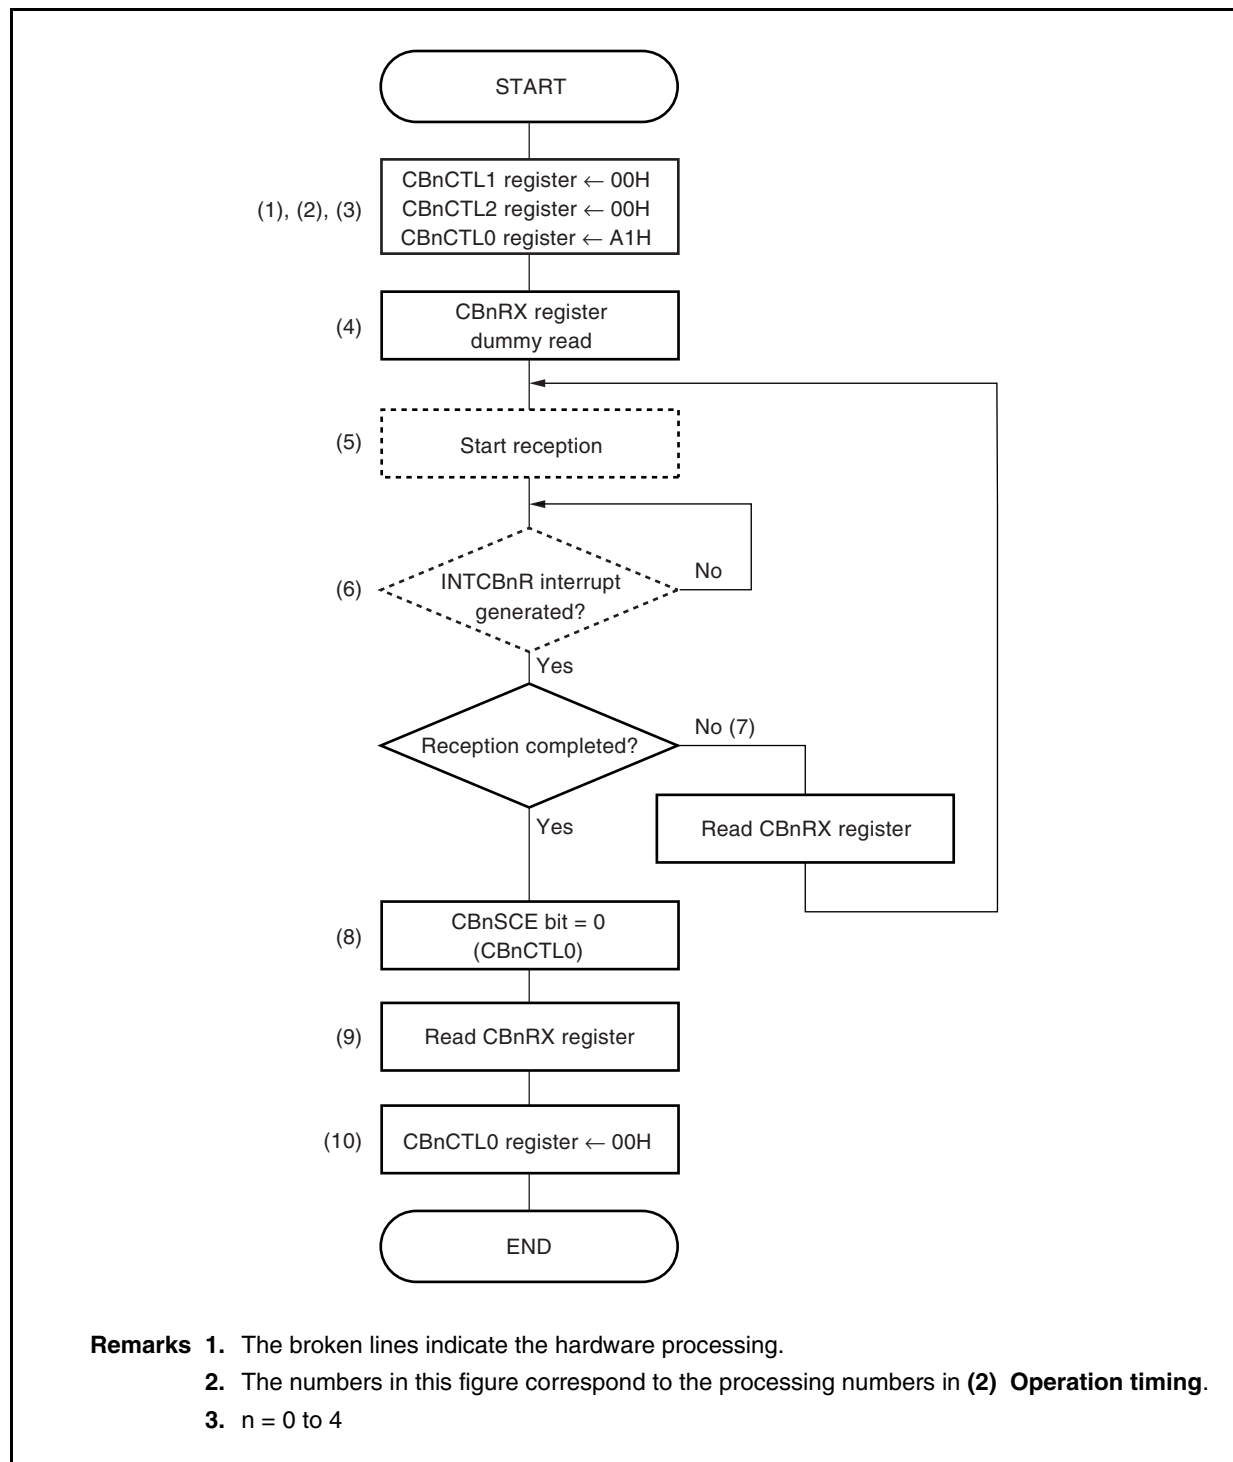 START
(1), (2), (3)
CBnCTL1 register ← 00H
CBnCTL2 register ← 00H
CBnCTL0 register ← A1H
(4)
CBnRX register
dummy read
(5)
Start reception
(6)
INTCBnR interrupt
generated?
No
Yes
Reception completed?
No (7)
Read CBnRX register
Yes
(8)
CBnSCE bit = 0
(CBnCTL0)
(9)
Read CBnRX register
(10)
CBnCTL0 register ← 00H
END
Remarks 1. The broken lines indicate the hardware processing.
2. The numbers in this figure correspond to the processing numbers in (2) Operation timing.
3. n = 0 to 4